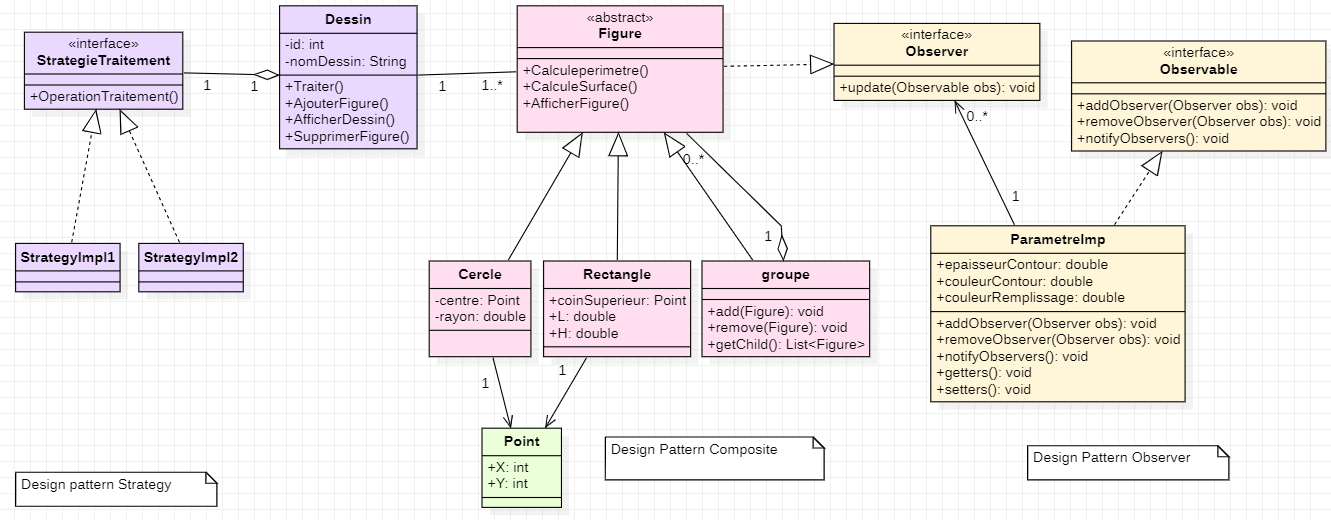 «interface»
StrategieTraitement
+OperationTraitement()
1
1
Dessin
-id: int
-nomDessin: String
+Traiter()
+AjouterFigure()
+AfficherDessin()
+SupprimerFigure()
1
1..*
«abstract»
Figure
+Calculeperimetre()
+CalculeSurface()
+AfficherFigure()
«interface»
Observer
+update(Observable obs): void
«interface»
Observable
+addObserver(Observer obs): void
+removeObserver(Observer obs): void
+notifyObservers(): void
0..*
1
0..*
1
StrategyImpl1
StrategyImpl2
Cercle
-centre: Point
-rayon: double
Rectangle
+coinSuperieur: Point
+L: double
+H: double
groupe
+add(Figure): void
+remove(Figure): void
+getChild(): List<Figure>
ParametreImp
+epaisseurContour: double
+couleurContour: double
+couleurRemplissage: double
+addObserver(Observer obs): void
+removeObserver(Observer obs): void
+notifyObservers(): void
+getters(): void
+setters(): void
1
1
Point
+X: int
+Y: int
Design Pattern Composite
Design Pattern Observer
Design pattern Strategy